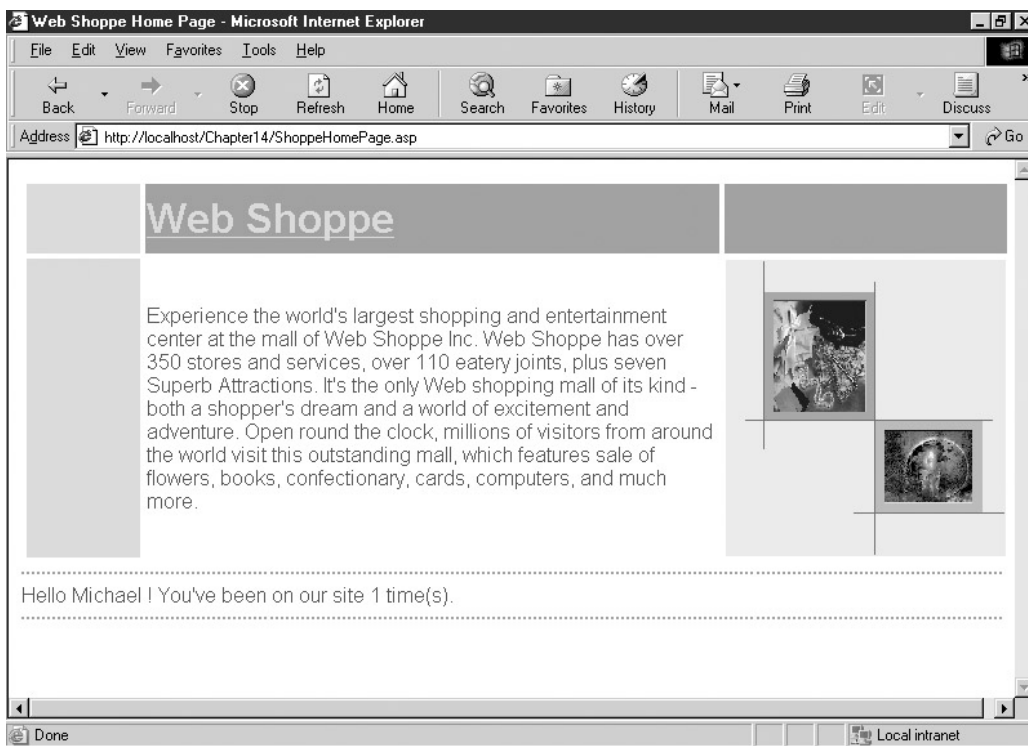 Web Shoppe Home Page - Microsoft Internet Explorer
File Edit View Favorites Tools Help
Back Forward Stop Refresh Home Search Favorites History Mail Print Edit Discuss
Address http://localhost/Chapter14/ShoppeHomePage.asp Go
Web Shoppe
Experience the world's largest shopping and entertainment
center at the mall of Web Shoppe Inc. Web Shoppe has over
350 stores and services, over 110 eatery joints, plus seven
Superb Attractions. It's the only Web shopping mall of its kind -
both a shopper's dream and a world of excitement and
adventure. Open round the clock, millions of visitors from around
the world visit this outstanding mall, which features sale of
flowers, books, confectionary, cards, computers, and much
more.
Hello Michael ! You've been on our site 1 time(s).
Done Local intranet